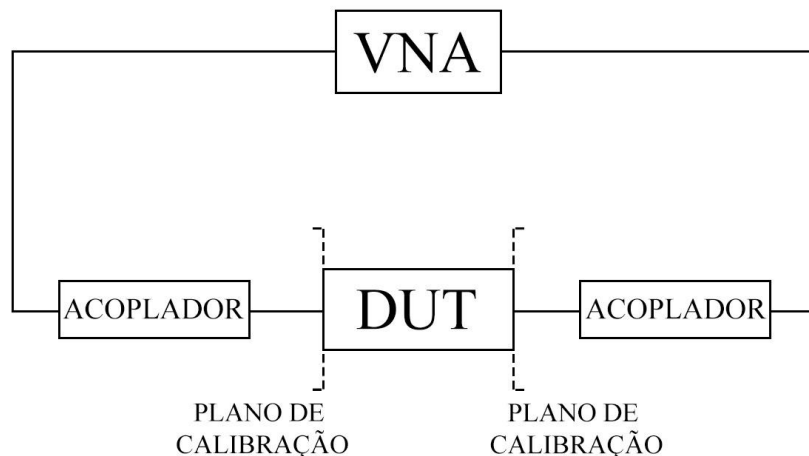 VNA
ACOPLADOR
DUT
ACOPLADOR
PLANO DE
CALIBRAÇÃO
PLANO DE
CALIBRAÇÃO